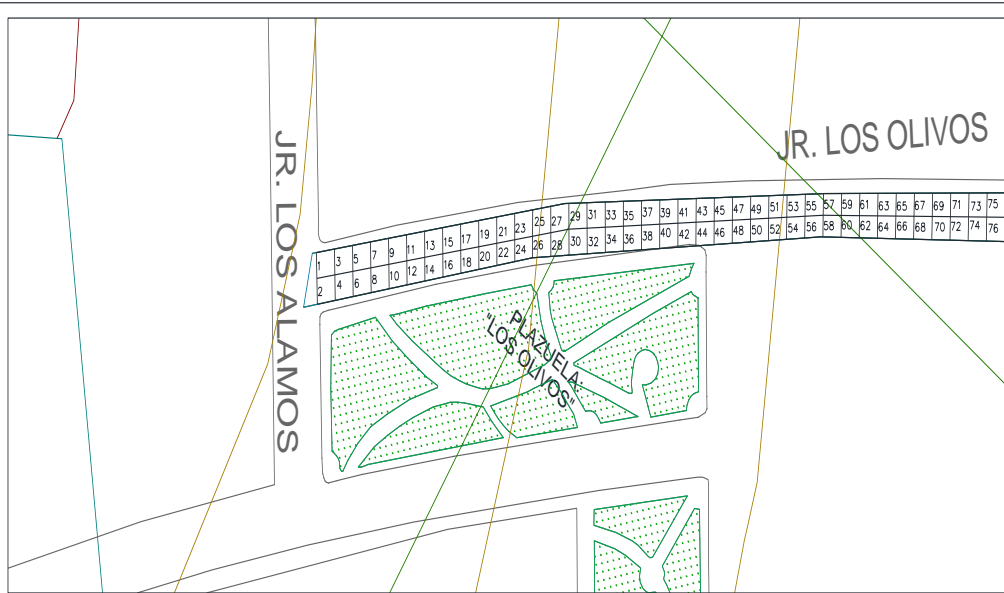 JR. LOS OLIVOS
JR. LOS ALAMOS
1 3 5 7 9 11 13 15 17 19 21 23 25 27 29 31 33 35 37 39 41 43 45 47 49 51 53 55 57 59 61 63 65 67 69 71 73 75
2 4 6 8 10 12 14 16 18 20 22 24 26 28 30 32 34 36 38 40 42 44 46 48 50 52 54 56 58 60 62 64 66 68 70 72 74 76
PLAZUELA:
"LOS OLIVOS"